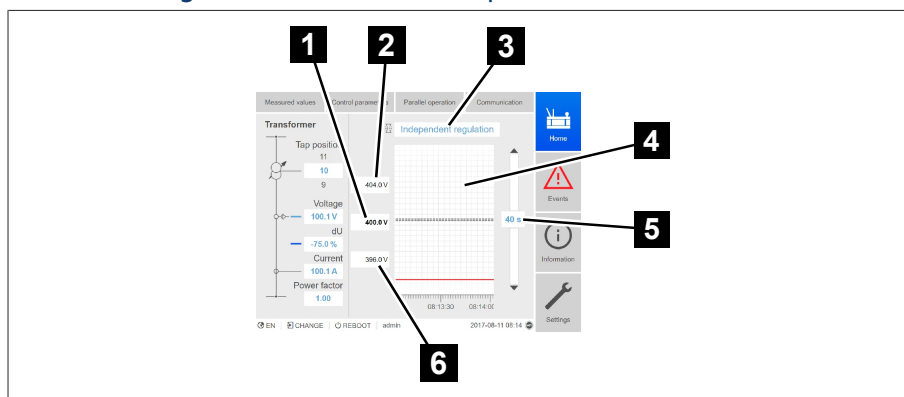 1 2 3
Measured values Control parameters Parallel operation Communication
Transformer
Independent regulation
Home
4
Tap position
11
10
9
404.0 V
Events
Voltage
100.1 V
400.0 V
40 s
5
dU
-75.0 %
Information
Current
396.0 V
100.1 A
Power factor
1.00
08:13:30 08:14:00
Settings
EN CHANGE REBOOT admin 2017-08-11 08:14
6